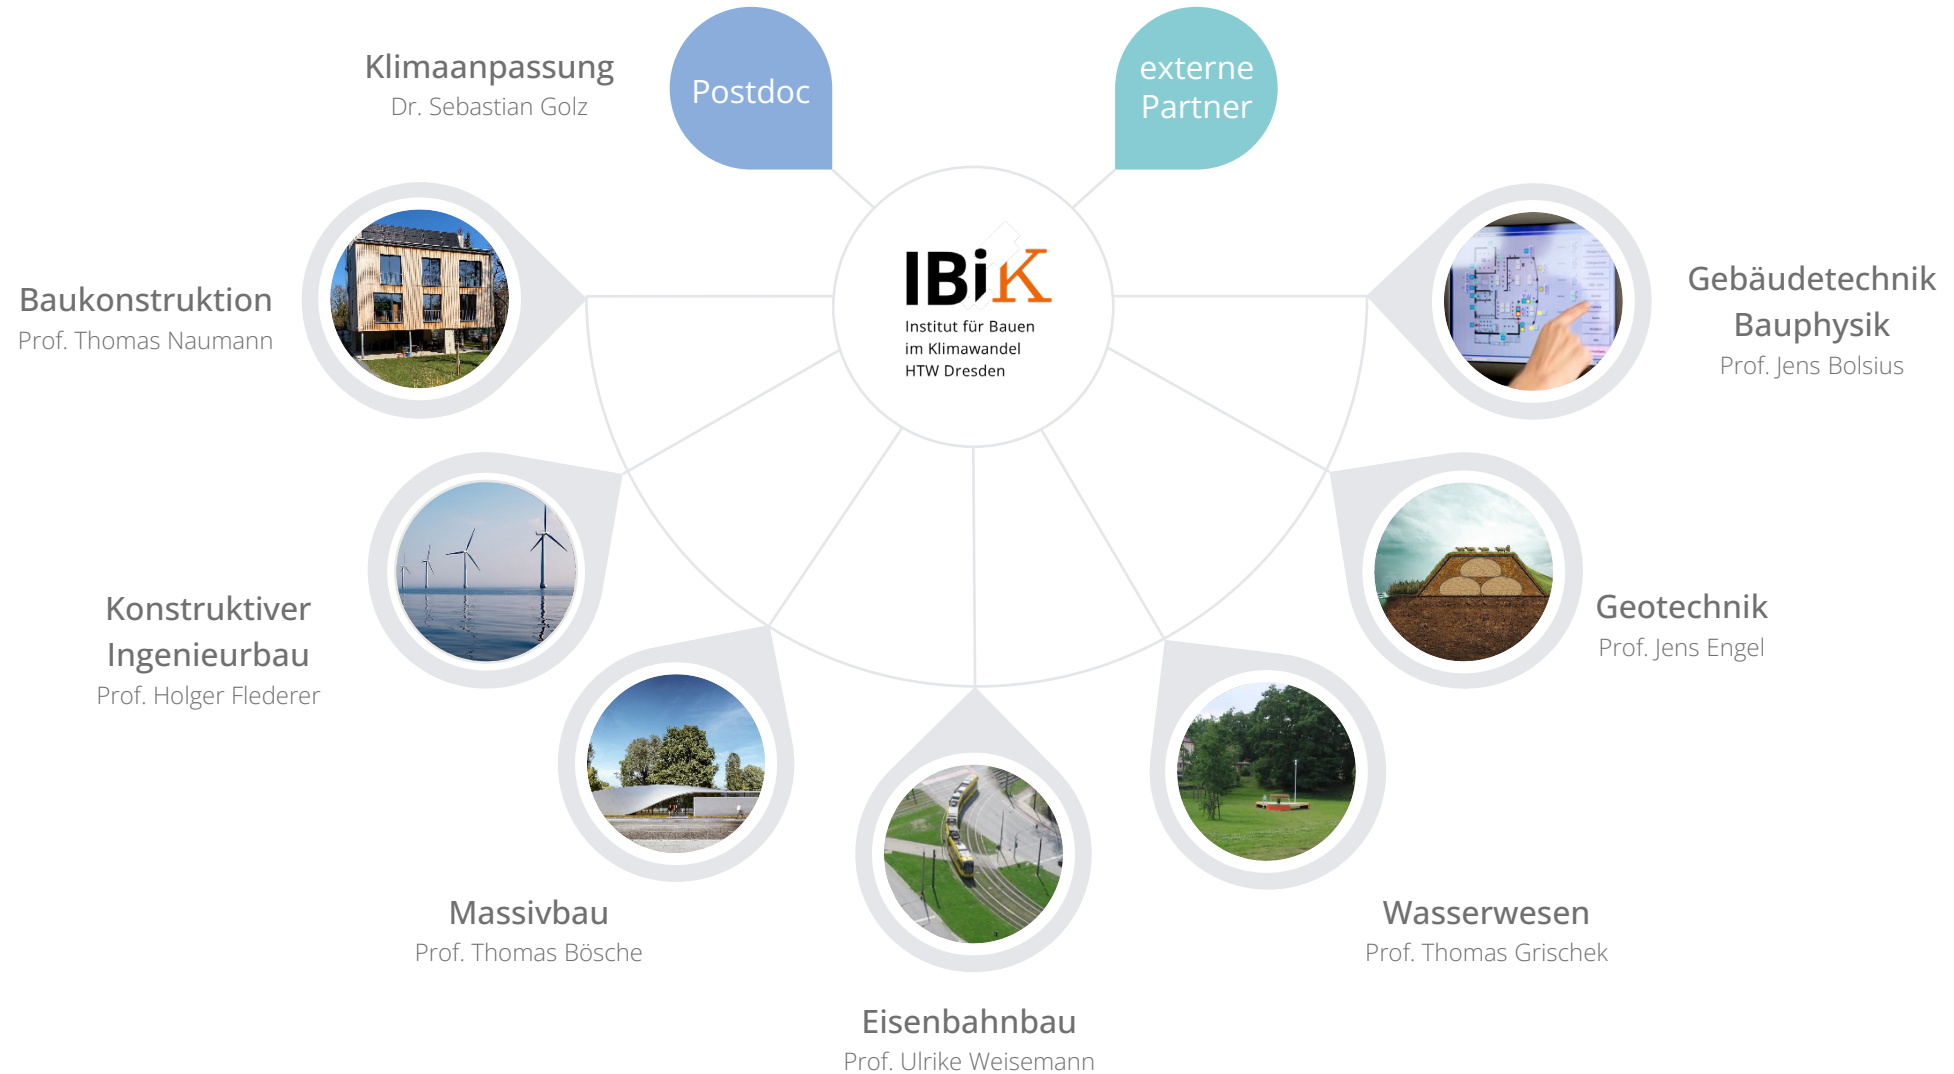 Klimaanpassung
Dr. Sebastian Golz
Postdoc
externe
Partner
IBiK
Institut für Bauen
im Klimawandel
HTW Dresden
Baukonstruktion
Prof. Thomas Naumann
Gebäudetechnik
Bauphysik
Prof. Jens Bolsius
Konstruktiver
Ingenieurbau
Prof. Holger Flederer
Geotechnik
Prof. Jens Engel
Massivbau
Prof. Thomas Bösche
Wasserwesen
Prof. Thomas Grischek
Eisenbahnbau
Prof. Ulrike Weisemann